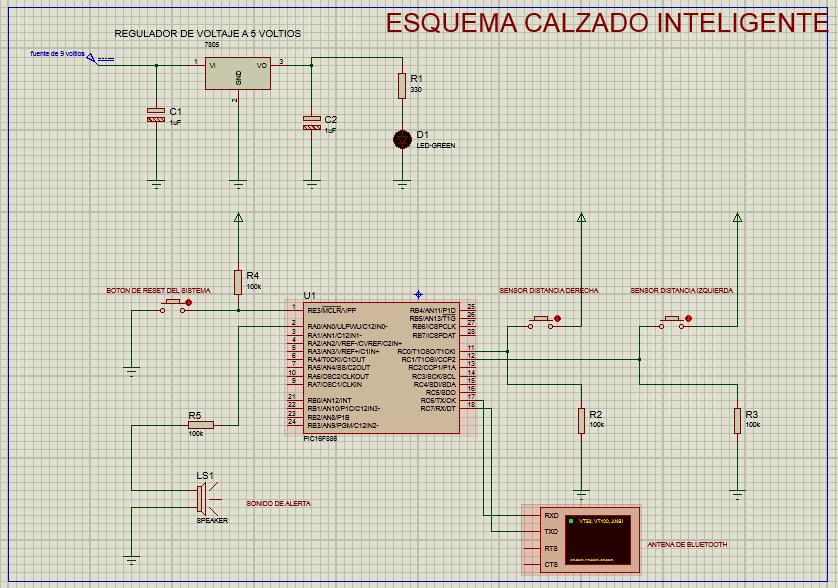 ESQUEMA CALZADO INTELIGENTE
REGULADOR DE VOLTAJE A 5 VOLTIOS
7805
fuente de 9 voltios
1
VI
VO
3
GND
2
C1
1uF
C2
1uF
R1
330
D1
LED-GREEN
R4
100k
BOTON DE RESET DEL SISTEMA
SENSOR DISTANCIA DERECHA
SENSOR DISTANCIA IZQUIERDA
U1
1 RE3/MCLR/VPP
2 RA0/AN0/ULPWU/C12IN0-
3 RA1/AN1/C12IN1-
4 RA2/AN2/VREF-/CVREF/C2IN+
5 RA3/AN3/VREF+/C1IN+
6 RA4/T0CKI/C1OUT
7 RA5/AN4/SS/C2OUT
10 RA6/OSC2/CLKOUT
9 RA7/OSC1/CLKIN
21 RB0/AN12/INT
22 RB1/AN10/P1C/C12IN3-
23 RB2/AN8/P1B
24 RB3/AN9/PGM/C12IN2-
RB4/AN11/P1D 25
RB5/AN13/T1G 26
RB6/ICSPCLK 27
RB7/ICSPDAT 28
RC0/T1OSO/T1CKI 11
RC1/T1OSI/CCP2 12
RC2/CCP1/P1A 13
RC3/SCK/SCL 14
RC4/SDI/SDA 15
RC5/SDO 16
RC6/TX/CK 17
RC7/RX/DT 18
PIC16F886
R5
100k
R2
100k
R3
100k
LS1
SPEAKER
SONIDO DE ALERTA
RXD
TXD
RTS
CTS
VT52, VT100, ANSI
ANTENA DE BLUETOOTH